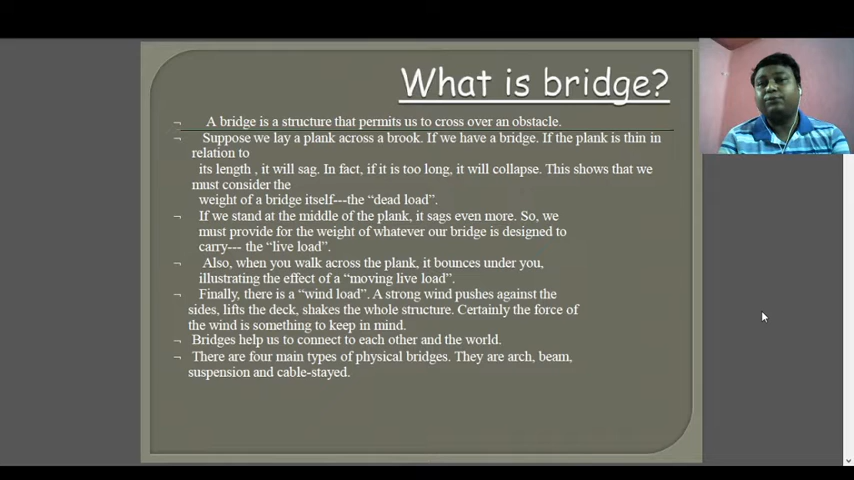 What is bridge?
¬ A bridge is a structure that permits us to cross over an obstacle.
¬ Suppose we lay a plank across a brook. If we have a bridge. If the plank is thin in
relation to
its length , it will sag. In fact, if it is too long, it will collapse. This shows that we
must consider the
weight of a bridge itself---the “dead load”.
¬ If we stand at the middle of the plank, it sags even more. So, we
must provide for the weight of whatever our bridge is designed to
carry--- the “live load”.
¬ Also, when you walk across the plank, it bounces under you,
illustrating the effect of a “moving live load”.
¬ Finally, there is a “wind load”. A strong wind pushes against the
sides, lifts the deck, shakes the whole structure. Certainly the force of
the wind is something to keep in mind.
¬ Bridges help us to connect to each other and the world.
¬ There are four main types of physical bridges. They are arch, beam,
suspension and cable-stayed.